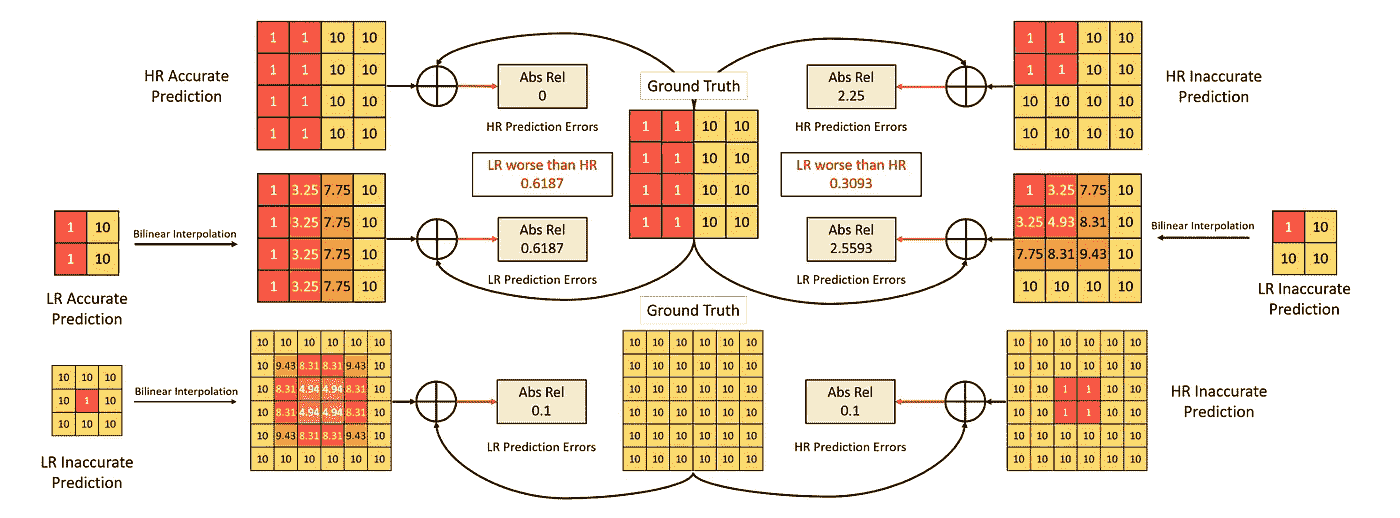 HR Accurate
Prediction
1 1 10 10
1 1 10 10
1 1 10 10
1 1 10 10
Abs Rel
0
HR Prediction Errors
Ground Truth
1 1 10 10
1 1 10 10
1 1 10 10
1 1 10 10
Abs Rel
2.25
HR Prediction Errors
1 1 10 10
1 1 10 10
10 10 10 10
10 10 10 10
HR Inaccurate
Prediction
LR worse than HR
0.6187
LR worse than HR
0.3093
1 10
1 10
LR Accurate
Prediction
Bilinear Interpolation
1 3.25 7.75 10
1 3.25 7.75 10
1 3.25 7.75 10
1 3.25 7.75 10
Abs Rel
0.6187
LR Prediction Errors
Abs Rel
2.5593
LR Prediction Errors
1 3.25 7.75 10
3.25 4.93 8.31 10
7.75 8.31 9.43 10
10 10 10 10
Bilinear Interpolation
1 10
10 10
LR Inaccurate
Prediction
10 10 10
10 1 10
10 10 10
LR Inaccurate
Prediction
Bilinear Interpolation
10 10 10 10 10 10
10 9.43 8.31 8.31 9.43 10
10 8.31 4.94 4.94 8.31 10
10 8.31 4.94 4.94 8.31 10
10 9.43 8.31 8.31 9.43 10
10 10 10 10 10 10
Abs Rel
0.1
LR Prediction Errors
Ground Truth
10 10 10 10 10 10
10 10 10 10 10 10
10 10 10 10 10 10
10 10 10 10 10 10
10 10 10 10 10 10
10 10 10 10 10 10
Abs Rel
0.1
HR Prediction Errors
10 10 10 10 10 10
10 10 10 10 10 10
10 10 1 1 10 10
10 10 1 1 10 10
10 10 10 10 10 10
10 10 10 10 10 10
HR Inaccurate
Prediction